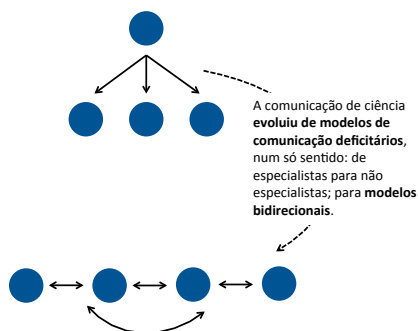 A comunicação de ciência
evoluiu de modelos de
comunicação deficitários,
num só sentido: de
especialistas para não
especialistas; para modelos
bidirecionais.